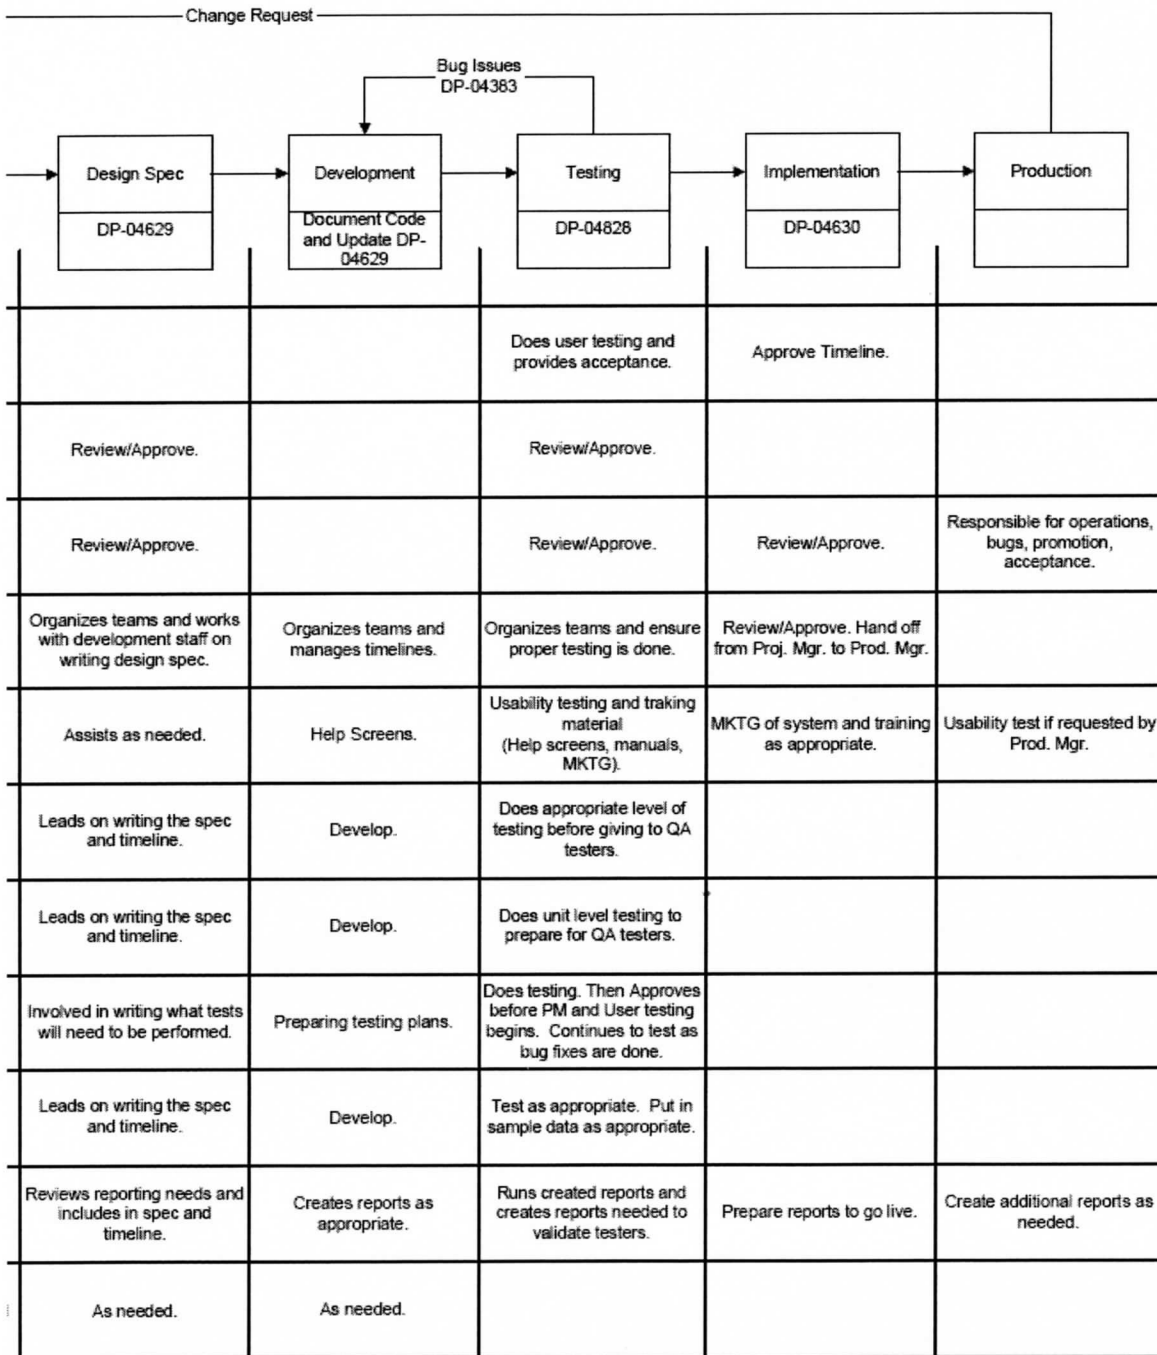 Change Request
Bug Issues
DP-04383
Design Spec
Development
Testing
Implementation
Production
DP-04629
Document Code
and Update DP-
04629
DP-04828
DP-04630
Does user testing and
provides acceptance.
Approve Timeline.
Review/Approve.
Review/Approve.
Review/Approve.
Review/Approve.
Review/Approve.
Responsible for operations,
bugs, promotion,
acceptance.
Organizes teams and works
with development staff on
writing design spec.
Organizes teams and
manages timelines.
Organizes teams and ensure
proper testing is done.
Review/Approve. Hand off
from Proj. Mgr. to Prod. Mgr.
Assists as needed.
Help Screens.
Usability testing and traking
material
(Help screens, manuals,
MKTG).
MKTG of system and training
as appropriate.
Usability test if requested by
Prod. Mgr.
Leads on writing the spec
and timeline.
Develop.
Does appropriate level of
testing before giving to QA
testers.
Leads on writing the spec
and timeline.
Develop.
Does unit level testing to
prepare for QA testers.
Involved in writing what tests
will need to be performed.
Preparing testing plans.
Does testing. Then Approves
before PM and User testing
begins. Continues to test as
bug fixes are done.
Leads on writing the spec
and timeline.
Develop.
Test as appropriate. Put in
sample data as appropriate.
Reviews reporting needs and
includes in spec and
timeline.
Creates reports as
appropriate.
Runs created reports and
creates reports needed to
validate testers.
Prepare reports to go live.
Create additional reports as
needed.
As needed.
As needed.